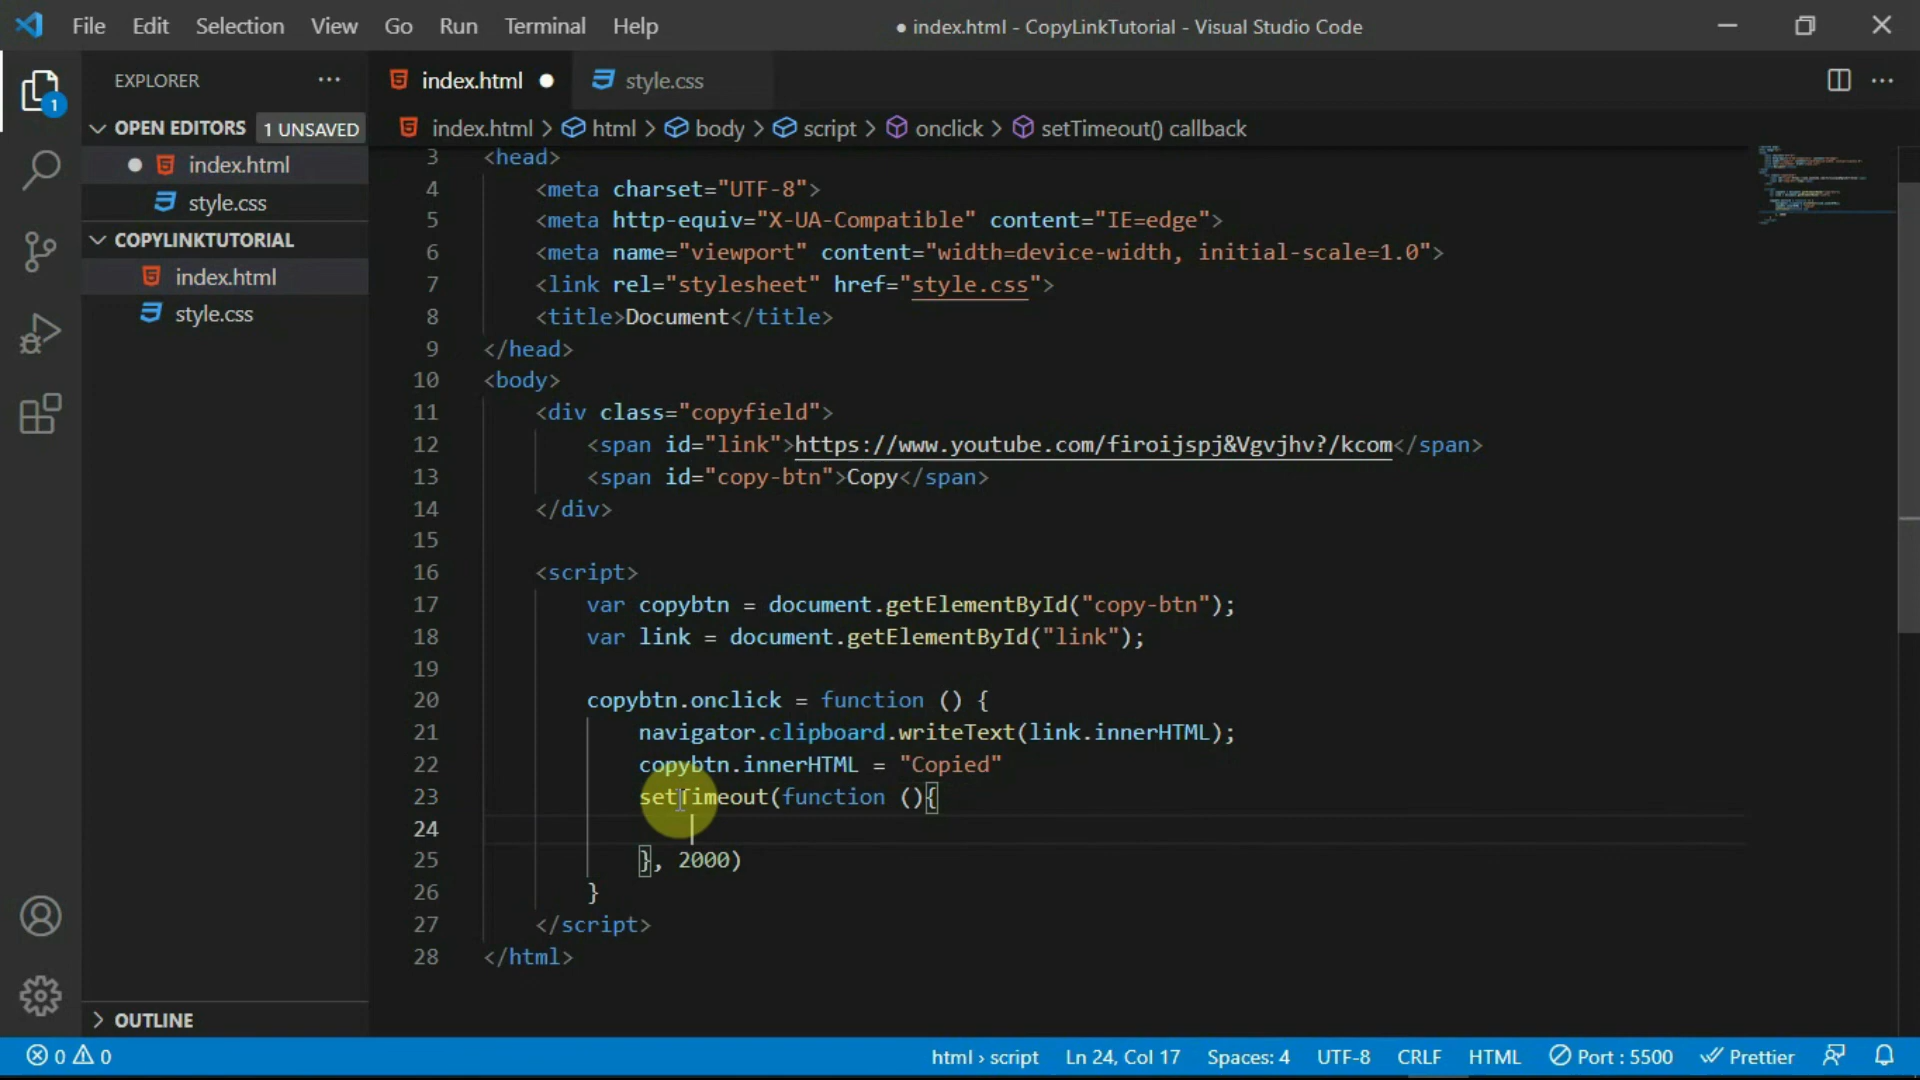 File Edit Selection View Go Run Terminal Help
● index.html - CopyLinkTutorial - Visual Studio Code
EXPLORER
OPEN EDITORS 1 UNSAVED
index.html
style.css
COPYLINKTUTORIAL
index.html
style.css
OUTLINE
1
index.html style.css
index.html > html > body > script > onclick > setTimeout() callback
3 <head>
4 <meta charset="UTF-8">
5 <meta http-equiv="X-UA-Compatible" content="IE=edge">
6 <meta name="viewport" content="width=device-width, initial-scale=1.0">
7 <link rel="stylesheet" href="style.css">
8 <title>Document</title>
9 </head>
10 <body>
11 <div class="copyfield">
12 <span id="link">https://www.youtube.com/firoijspj&Vgvjhv?/kcom</span>
13 <span id="copy-btn">Copy</span>
14 </div>
15
16 <script>
17 var copybtn = document.getElementById("copy-btn");
18 var link = document.getElementById("link");
19
20 copybtn.onclick = function () {
21 navigator.clipboard.writeText(link.innerHTML);
22 copybtn.innerHTML = "Copied"
23 setTimeout(function (){
24
25 }, 2000)
26 }
27 </script>
28 </html>
0 0 html › script Ln 24, Col 17 Spaces: 4 UTF-8 CRLF HTML Port : 5500 Prettier